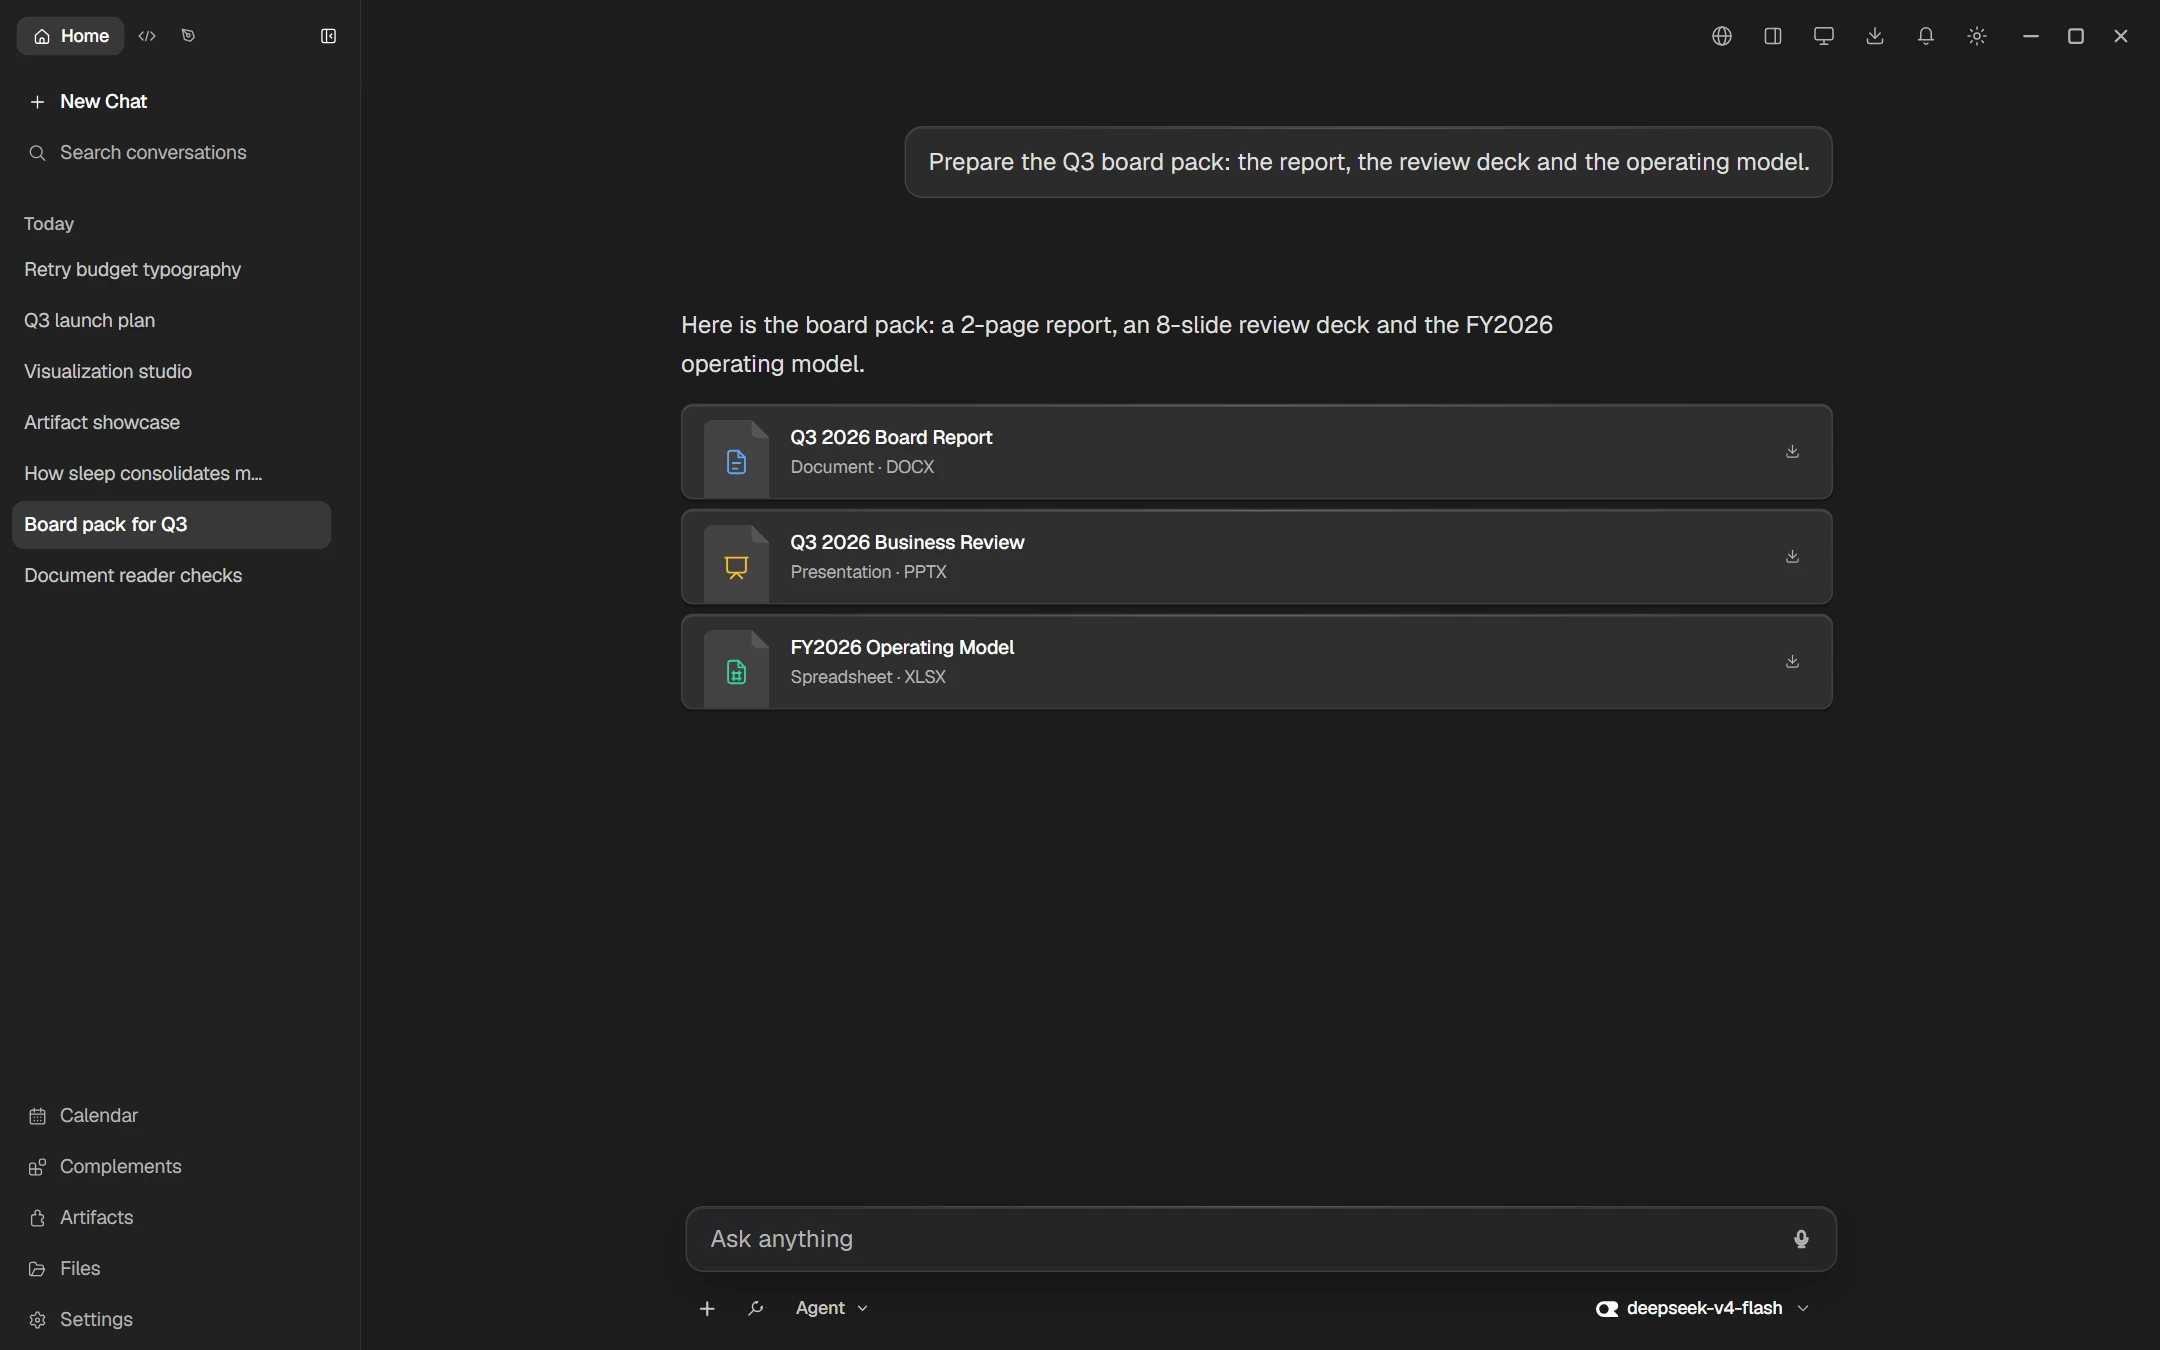 Home
New Chat
Search conversations
Today
Retry budget typography
Q3 launch plan
Visualization studio
Artifact showcase
How sleep consolidates m...
Board pack for Q3
Document reader checks
Calendar
Complements
Artifacts
Files
Settings
Prepare the Q3 board pack: the report, the review deck and the operating model.
Here is the board pack: a 2-page report, an 8-slide review deck and the FY2026
operating model.
Q3 2026 Board Report
Document · DOCX
Q3 2026 Business Review
Presentation · PPTX
FY2026 Operating Model
Spreadsheet · XLSX
Ask anything
Agent
deepseek-v4-flash